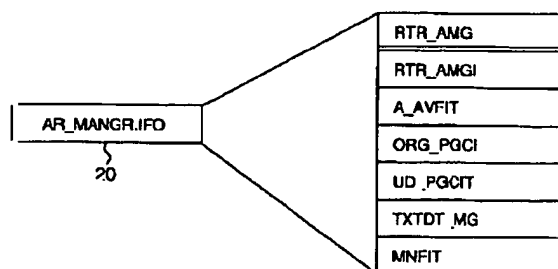 AR_MANGR.IFO
20
RTR_AMG
RTR_AMGI
A_AVFIT
ORG_PGCI
UD_PGCIT
TXTDT_MG
MNFIT